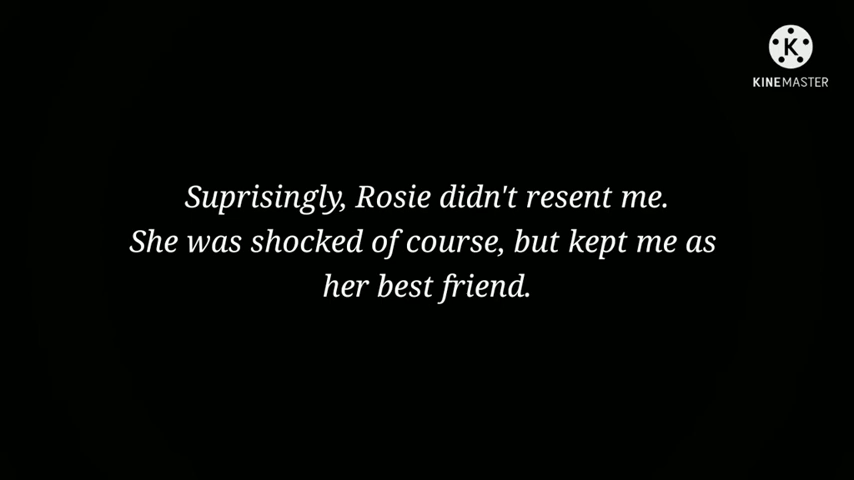 K
KINEMASTER
Suprisingly, Rosie didn't resent me.
She was shocked of course, but kept me as
her best friend.